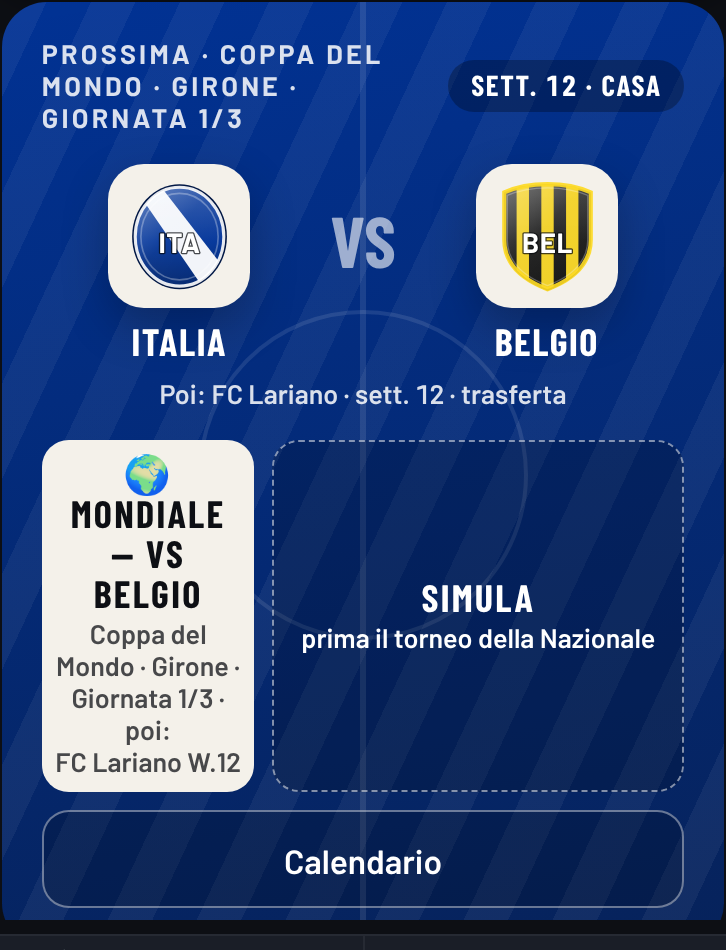 PROSSIMA · COPPA DEL
MONDO · GIRONE ·
GIORNATA 1/3
SETT. 12 · CASA
ITA
VS
BEL
ITALIA
BELGIO
Poi: FC Lariano · sett. 12 · trasferta
MONDIALE
– VS
BELGIO
Coppa del
Mondo · Girone ·
Giornata 1/3 ·
poi:
FC Lariano W.12
SIMULA
prima il torneo della Nazionale
Calendario